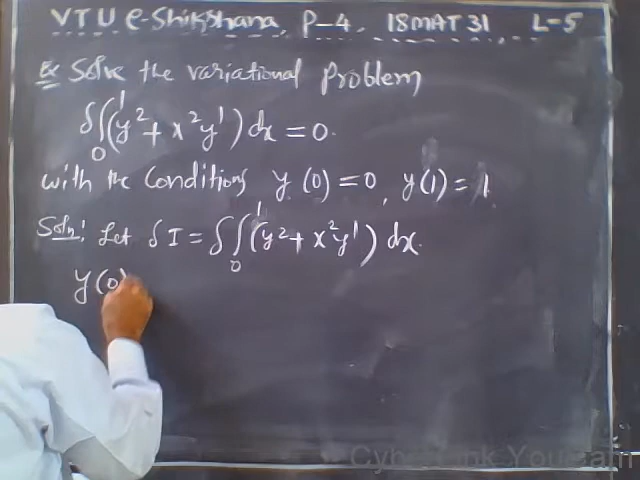 VTU e-Shikshana, P-4, 18MAT31 L-5
Ex Solve the variational Problem
δ∫₀¹(y²+x²y')dx=0.
with the Conditions y(0)=0, y(1)=1
Soln: Let δI=δ∫₀¹(y²+x²y')dx.
y(0)